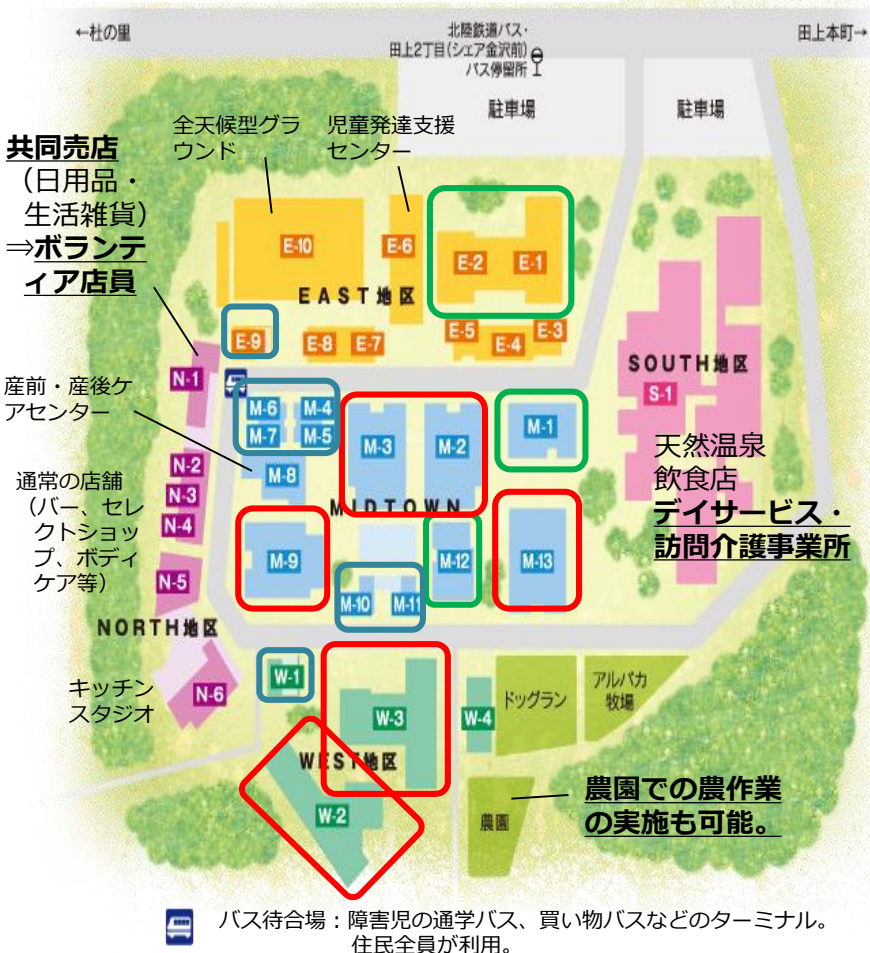 ←杜の里
北陸鉄道バス・
田上2丁目(シェア金沢前)
バス停留所
田上本町→
駐車場
駐車場
共同売店
（日用品・
生活雑貨）
⇒ボランテ
ィア店員
全天候型グラ
ウンド
児童発達支援
センター
E-10
E-6
E-2
E-1
EAST地区
E-9
E-8
E-7
E-5
E-4
E-3
SOUTH地区
S-1
天然温泉
飲食店
デイサービス・
訪問介護事業所
N-1
産前・産後ケ
アセンター
M-6
M-4
M-7
M-5
M-3
M-2
M-1
M-8
MIDTOWN
通常の店舗
（バー、セレ
クトショッ
プ、ボディ
ケア等）
N-2
N-3
N-4
N-5
M-9
M-12
M-13
M-10
M-11
NORTH地区
キッチン
スタジオ
N-6
W-1
W-3
W-4
ドッグラン
アルパカ
牧場
WEST地区
W-2
農園
農園での農作業
の実施も可能。
バス待合場：障害児の通学バス、買い物バスなどのターミナル。
住民全員が利用。